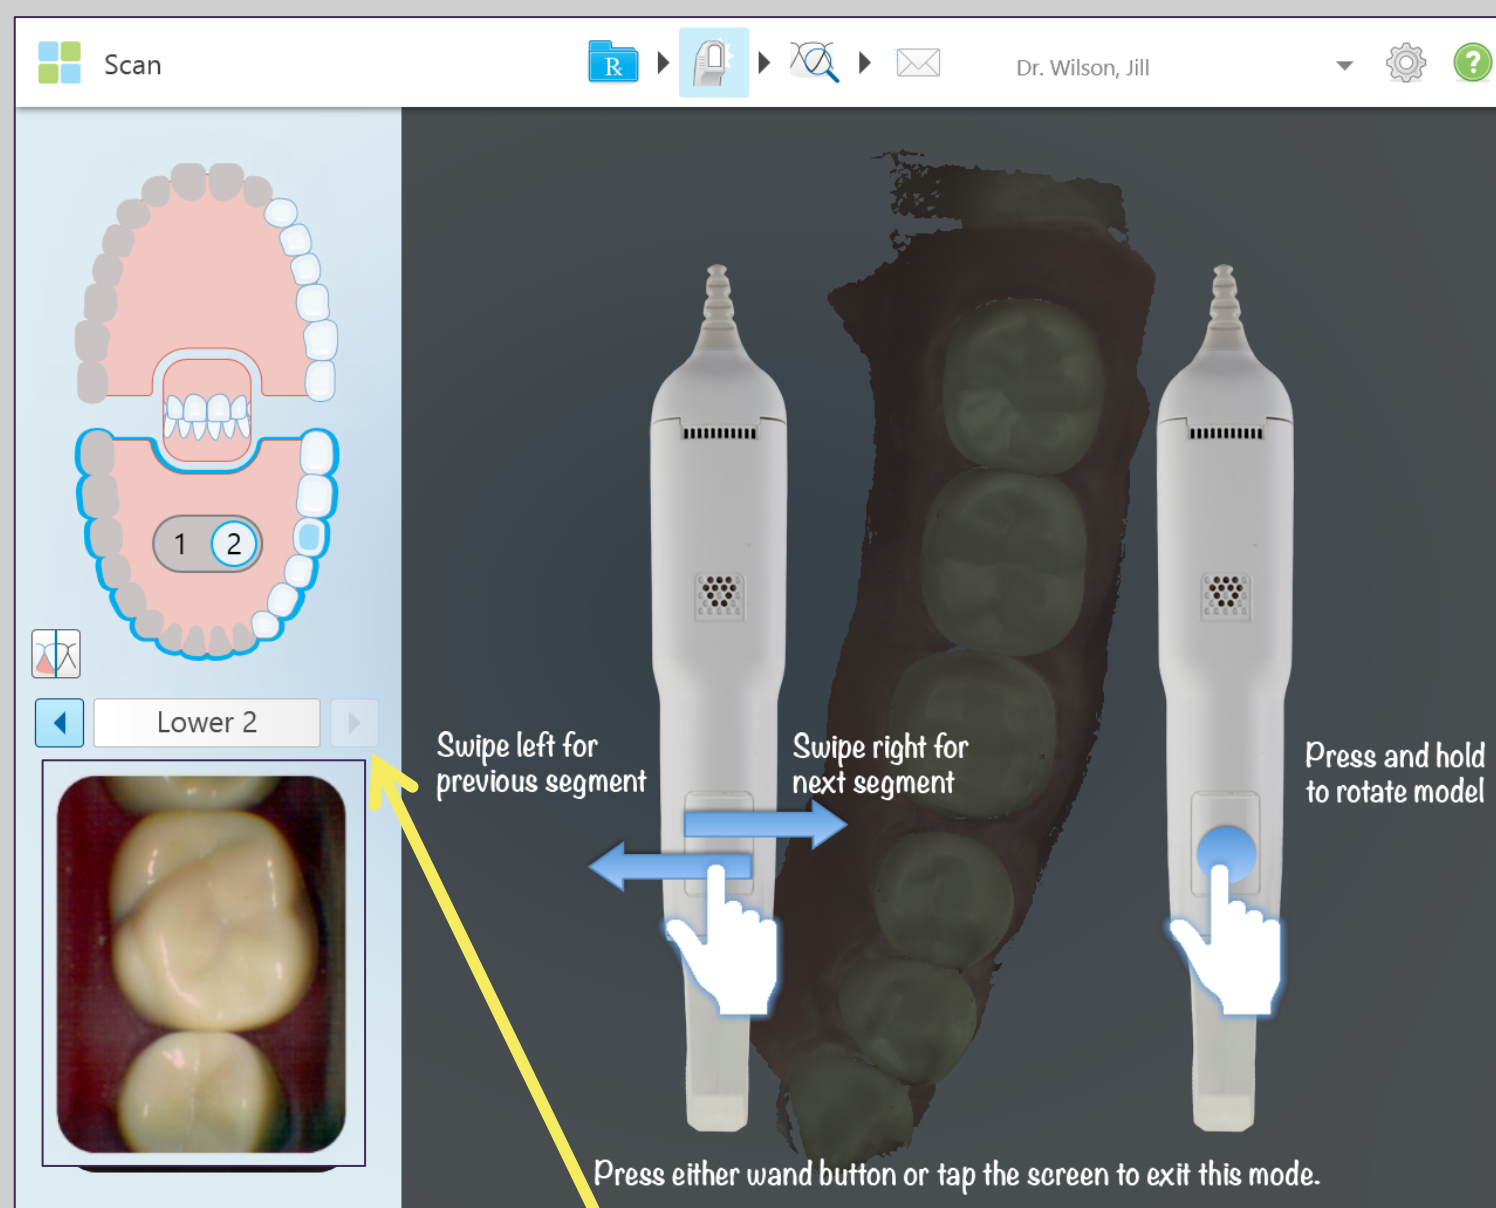 Scan
Rx
Dr. Wilson, Jill
?
1 2
Lower 2
Swipe left for
previous segment
Swipe right for
next segment
Press and hold
to rotate model
Press either wand button or tap the screen to exit this mode.